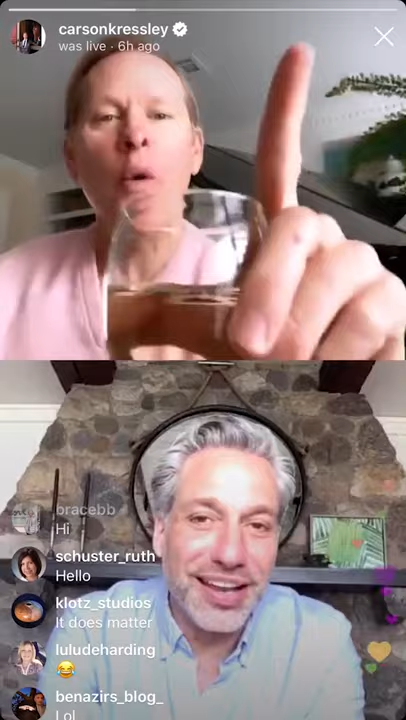 carsonkressley
was live · 6h ago
bracebb
Hi
schuster_ruth
Hello
klotz_studios
It does matter
luludeharding
😂
benazirs_blog_
Lol